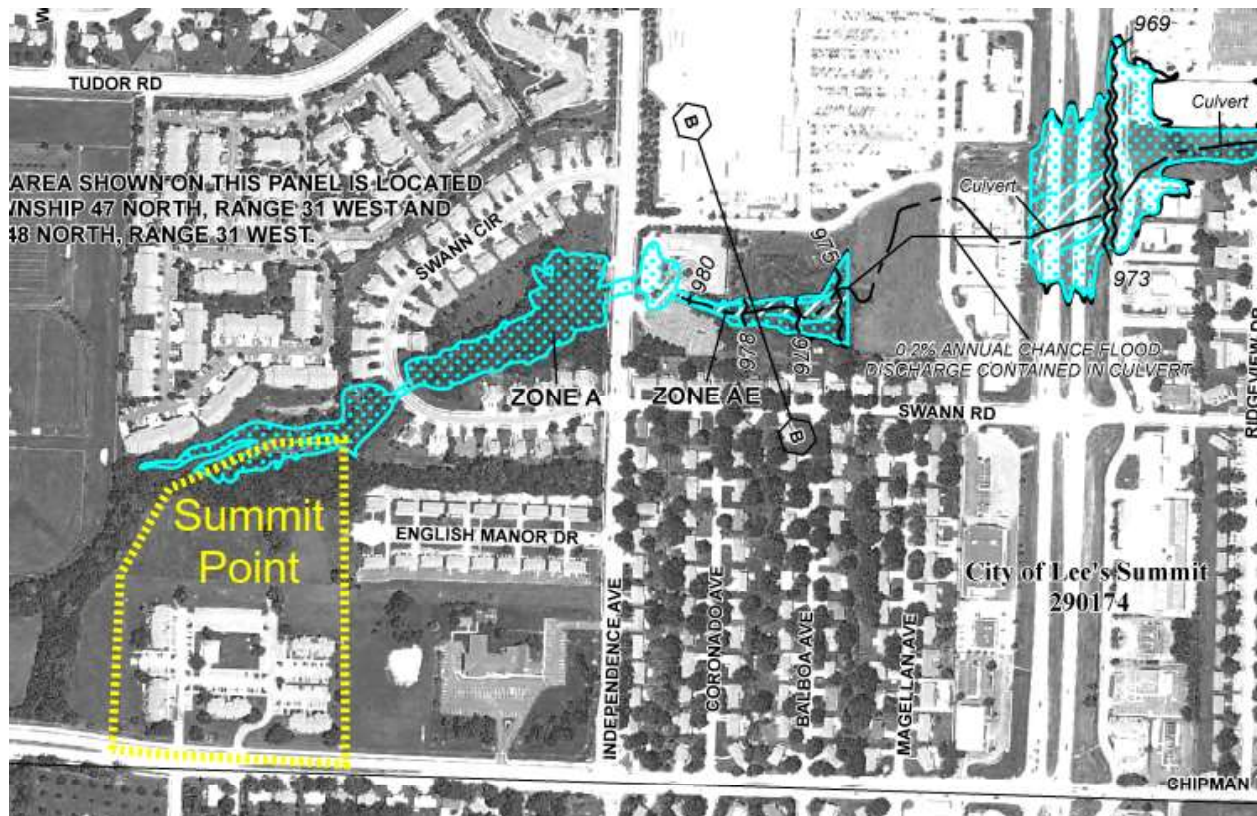 969
TUDOR RD
Culvert
B
AREA SHOWN ON THIS PANEL IS LOCATED
WNSHIP 47 NORTH, RANGE 31 WEST AND
48 NORTH, RANGE 31 WEST.
Culvert
SWANN CIR
975
980
973
978
976
0.2% ANNUAL CHANCE FLOOD
DISCHARGE CONTAINED IN CULVERT
ZONE A
ZONE AE
SWANN RD
RIDGEVIEW DR
B
Summit
Point
ENGLISH MANOR DR
City of Lee's Summit
290174
INDEPENDENCE AVE
CORONADO AVE
BALBOA AVE
MAGELLAN AVE
CHIPMAN